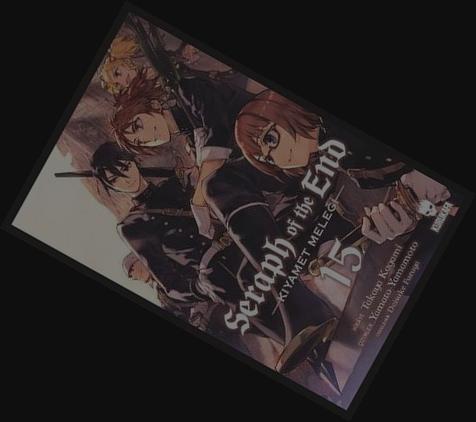 Seraph of the End
KIYAMET MELEĞİ
15
Takaya Kagami
Yamato Yamamoto
Daisuke Furuya